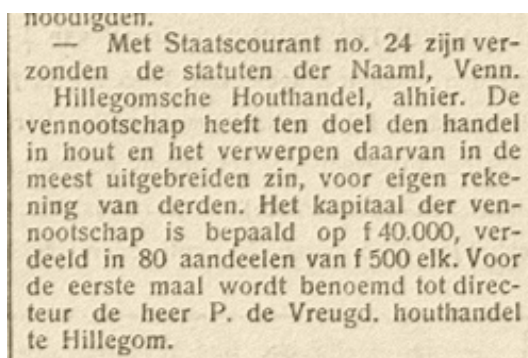 noodigden.
— Met Staatscourant no. 24 zijn ver-
zonden de statuten der Naaml, Venn.
Hillegomsche Houthandel, alhier. De
vennootschap heeft ten doel den handel
in hout en het verwerpen daarvan in de
meest uitgebreiden zin, voor eigen reke-
ning van derden. Het kapitaal der ven-
nootschap is bepaald op f 40.000, ver-
deeld in 80 aandeelen van f 500 elk. Voor
de eerste maal wordt benoemd tot direc-
teur de heer P. de Vreugd. houthandel
te Hillegom.